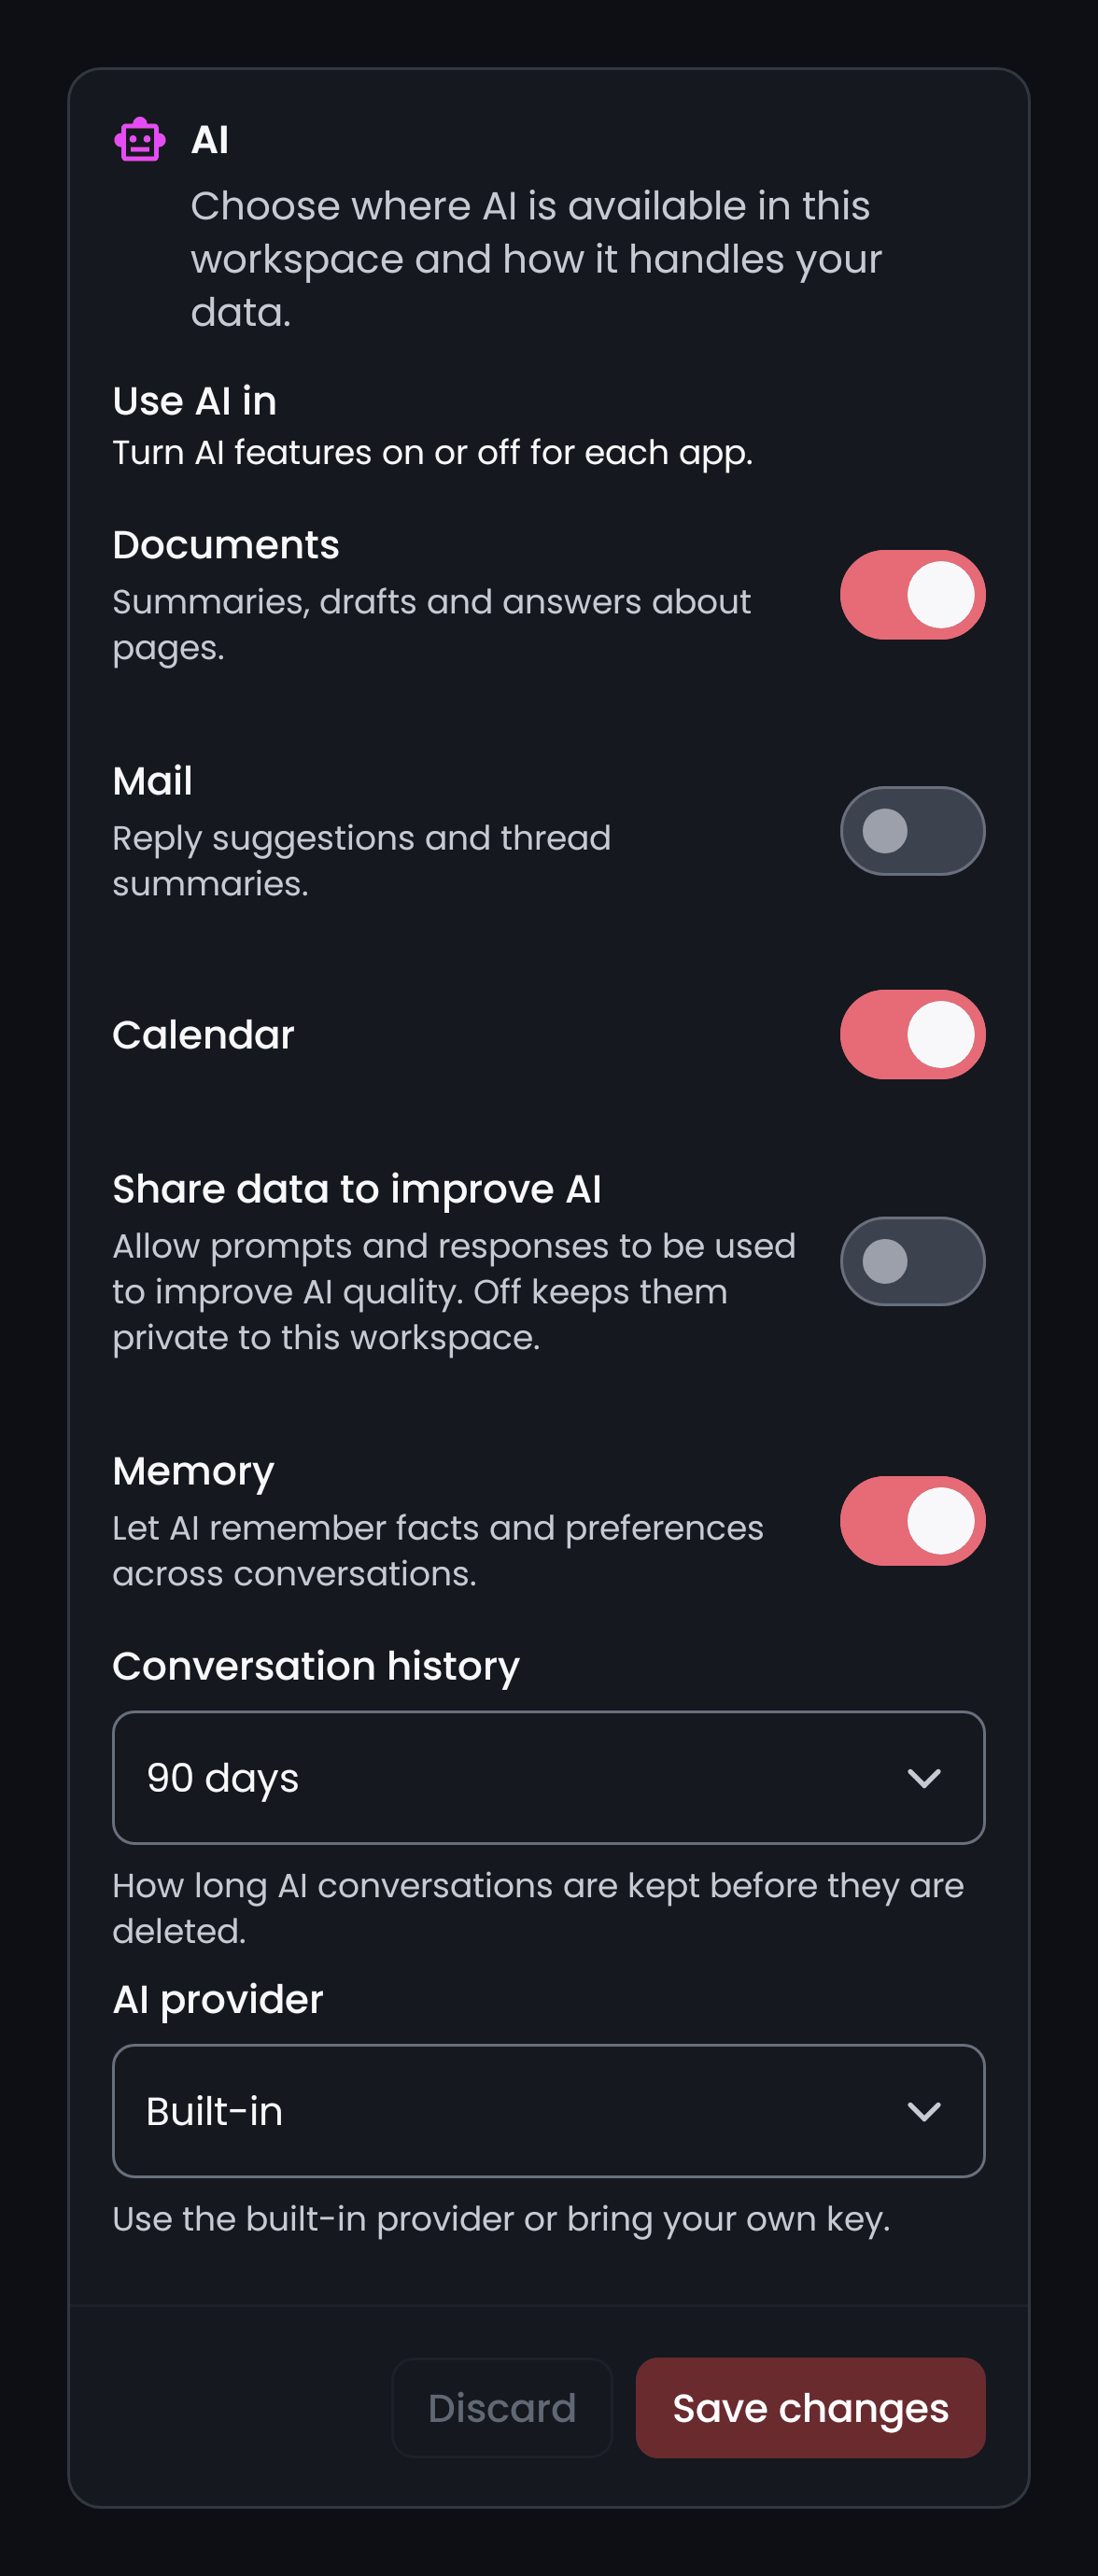 AI
Choose where AI is available in this
workspace and how it handles your
data.
Use AI in
Turn AI features on or off for each app.
Documents
Summaries, drafts and answers about
pages.
Mail
Reply suggestions and thread
summaries.
Calendar
Share data to improve AI
Allow prompts and responses to be used
to improve AI quality. Off keeps them
private to this workspace.
Memory
Let AI remember facts and preferences
across conversations.
Conversation history
90 days
How long AI conversations are kept before they are
deleted.
AI provider
Built-in
Use the built-in provider or bring your own key.
Discard
Save changes